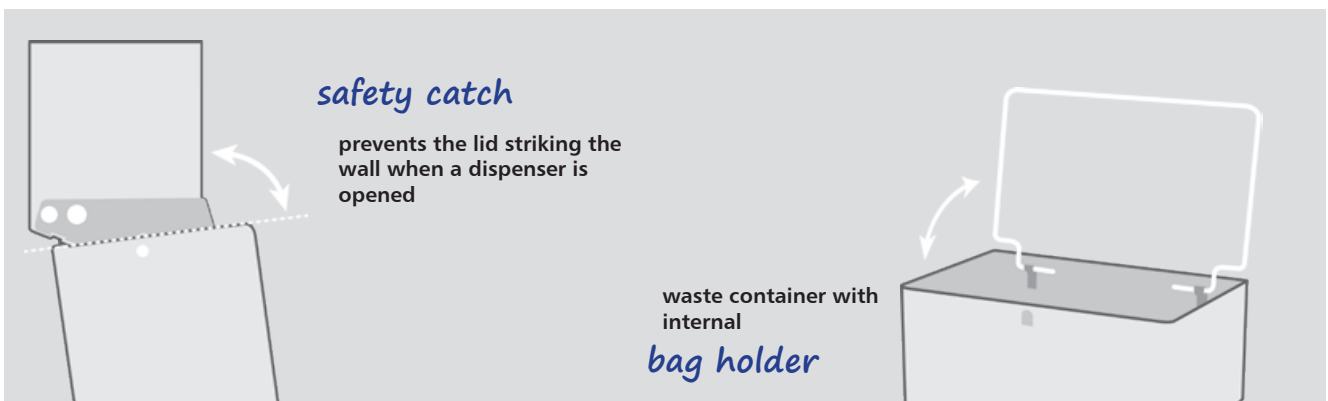 safety catch
prevents the lid striking the
wall when a dispenser is
opened
waste container with
internal
bag holder